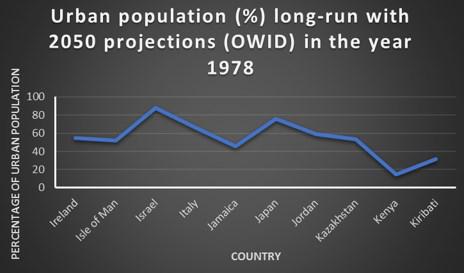 Urban population (%) long-run with
2050 projections (OWID) in the year
1978
PERCENTAGE OF URBAN POPULATION
100
80
60
40
20
0
Ireland
Isle of Man
Israel
Italy
Jamaica
Japan
Jordan
Kazakhstan
Kenya
Kiribati
COUNTRY